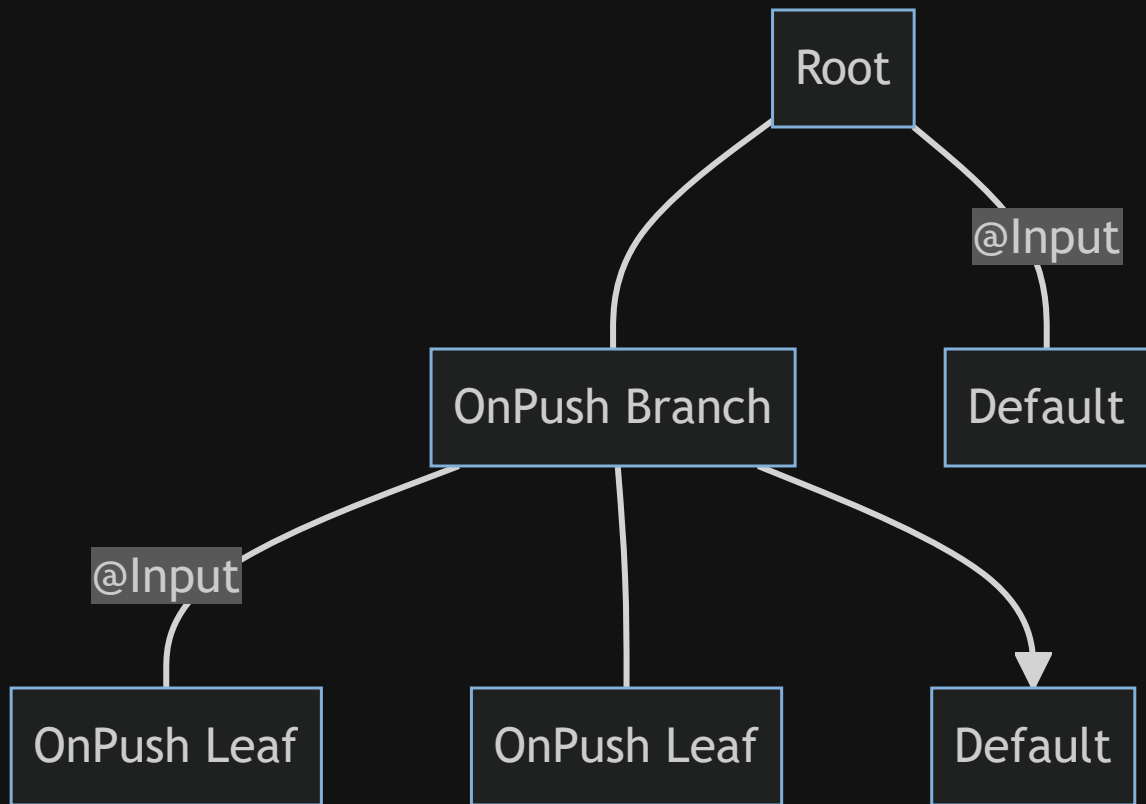 Root
@Input
OnPush Branch
Default
@Input
OnPush Leaf
OnPush Leaf
Default